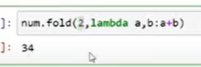 ]: num.fold(2,lambda a,b:a+b)
]: 34